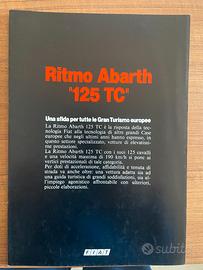 Ritmo Abarth
"125 TC"
Una sfida per tutte le Gran Turismo europee
La Ritmo Abarth 125 TC è la risposta della tec-
nologia Fiat alla tecnologia di altre grandi Case
europee che negli ultimi anni hanno espresso, in
questo settore specializzato, vetture di elevatissi-
me prestazioni.
La Ritmo Abarth 125 TC con i suoi 125 cavalli
e una velocità massima di 190 km/h si pone ai
vertici prestazionali di tale categoria.
Per doti di accelerazione, affidabilità e tenuta di
strada va anche oltre: una vettura adatta sia ad
una guida turistica di grandi soddisfazioni, sia al-
l'impiego agonistico affrontabile con ulteriori,
piccole elaborazioni.
FIAT
subito